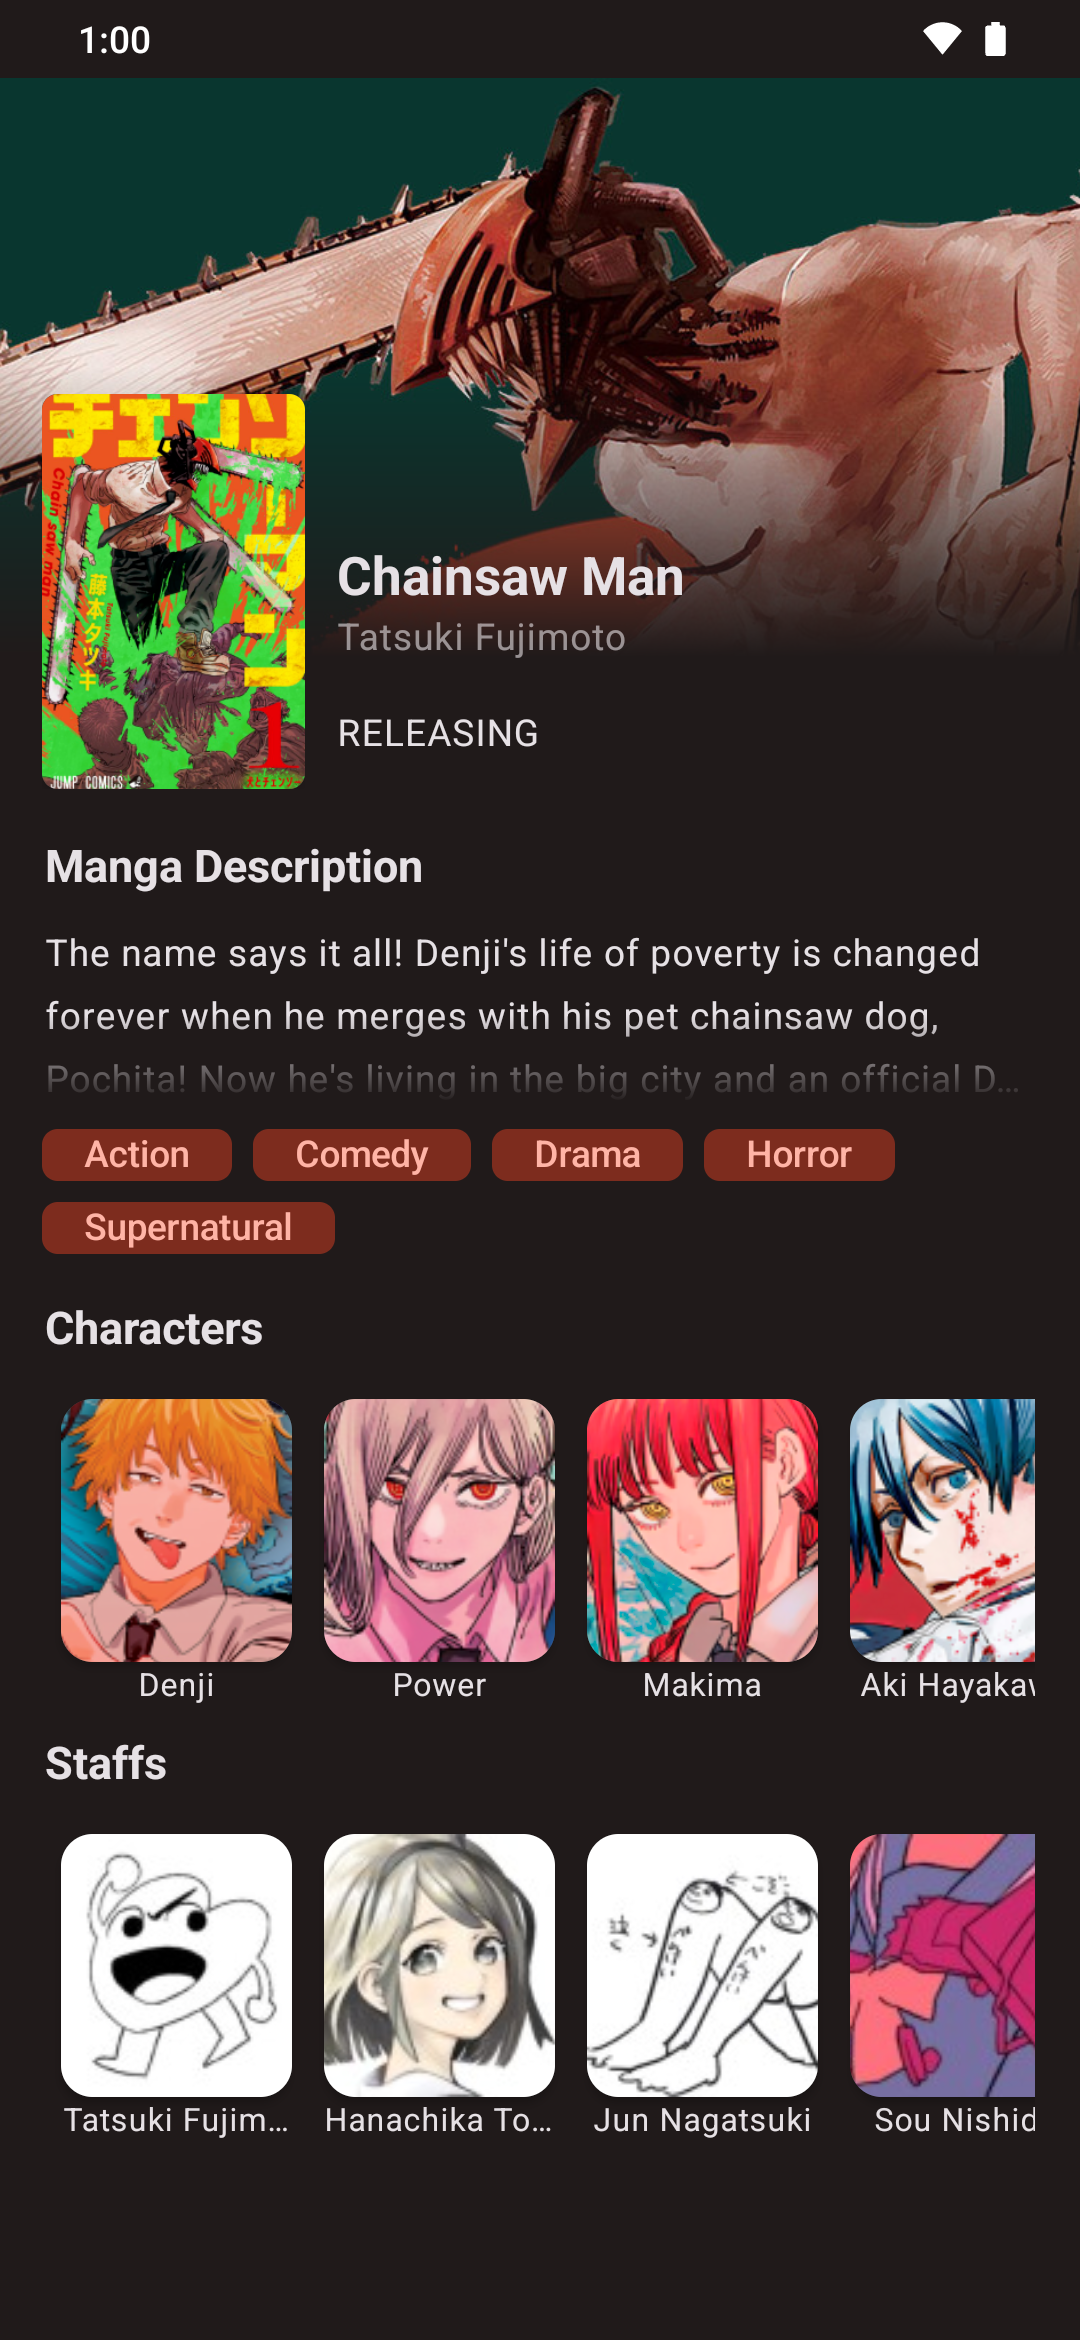 1:00
チェンソーマン
Chain saw man
藤本タツキ
1
JUMP COMICS
Chainsaw Man
Tatsuki Fujimoto
RELEASING
Manga Description
The name says it all! Denji's life of poverty is changed
forever when he merges with his pet chainsaw dog,
Pochita! Now he's living in the big city and an official D…
Action
Comedy
Drama
Horror
Supernatural
Characters
Denji
Power
Makima
Aki Hayakaw
Staffs
Tatsuki Fujim…
Hanachika To…
Jun Nagatsuki
Sou Nishid